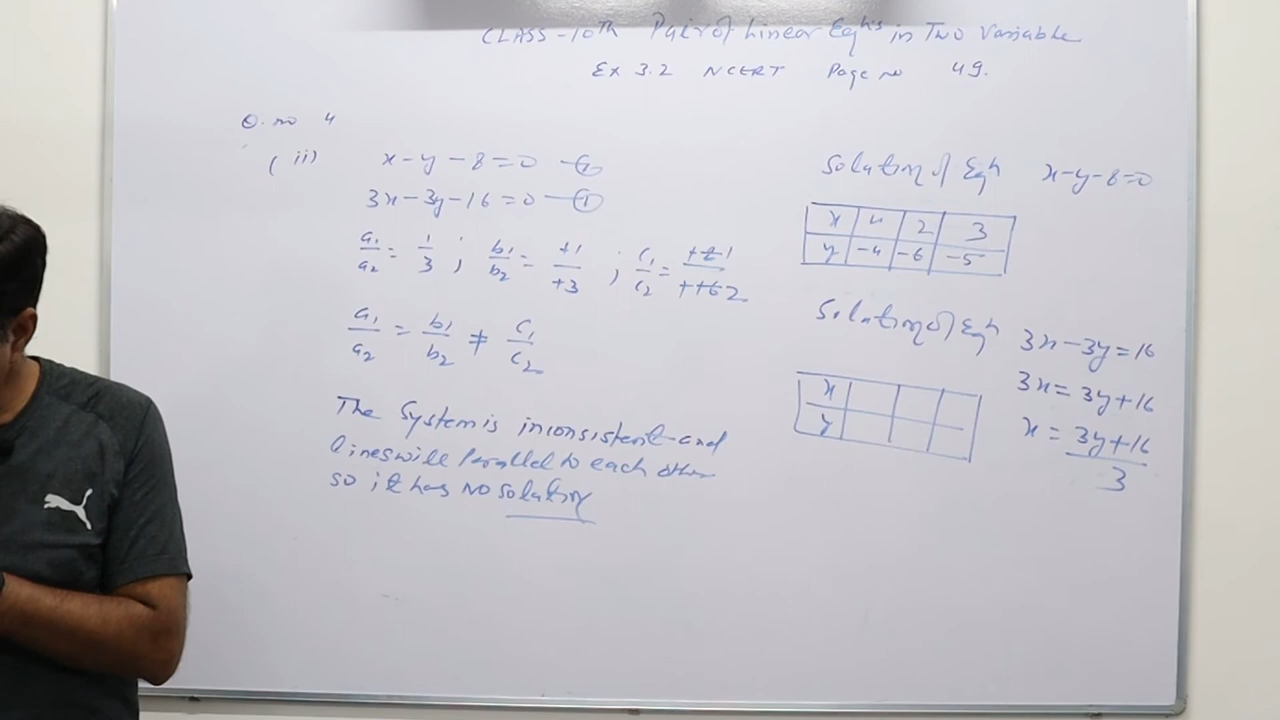 CLASS-10th Pair of Linear Eqns in Two Variable
Ex 3.2 NCERT Page no 49.
Q. no 4
(ii) x-y-8=0
3x-3y-16=0 -①
a₁/a₂ = 1/3 ; b₁/b₂ = +1/+3 ; c₁/c₂ =
a₁/a₂ = b₁/b₂ ≠ c₁/c₂
The System is inconsistent and
lines will Parallel to each other
so it has NO solution
Solution of Eqn x-y-8=0
x 4 2 3
y -4 -6 -5
Solution of Eqn 3x-3y=16
3x=3y+16
x = 3y+16/3
x
y